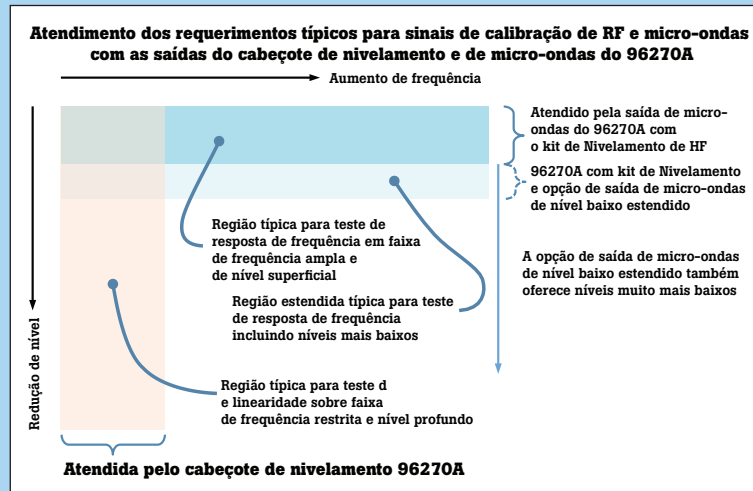 Atendimento dos requerimentos típicos para sinais de calibração de RF e micro-ondas
com as saídas do cabeçote de nivelamento e de micro-ondas do 96270A
Aumento de frequência
Redução de nível
Atendido pela saída de micro-
ondas do 96270A com
o kit de Nivelamento de HF
96270A com kit de Nivelamento
e opção de saída de micro-ondas
de nível baixo estendido
Região típica para teste de
resposta de frequência em faixa
de frequência ampla e
de nível superficial
A opção de saída de micro-ondas
de nível baixo estendido também
oferece níveis muito mais baixos
Região estendida típica para teste
de resposta de frequência
incluindo níveis mais baixos
Região típica para teste d
e linearidade sobre faixa
de frequência restrita e nível profundo
Atendida pelo cabeçote de nivelamento 96270A